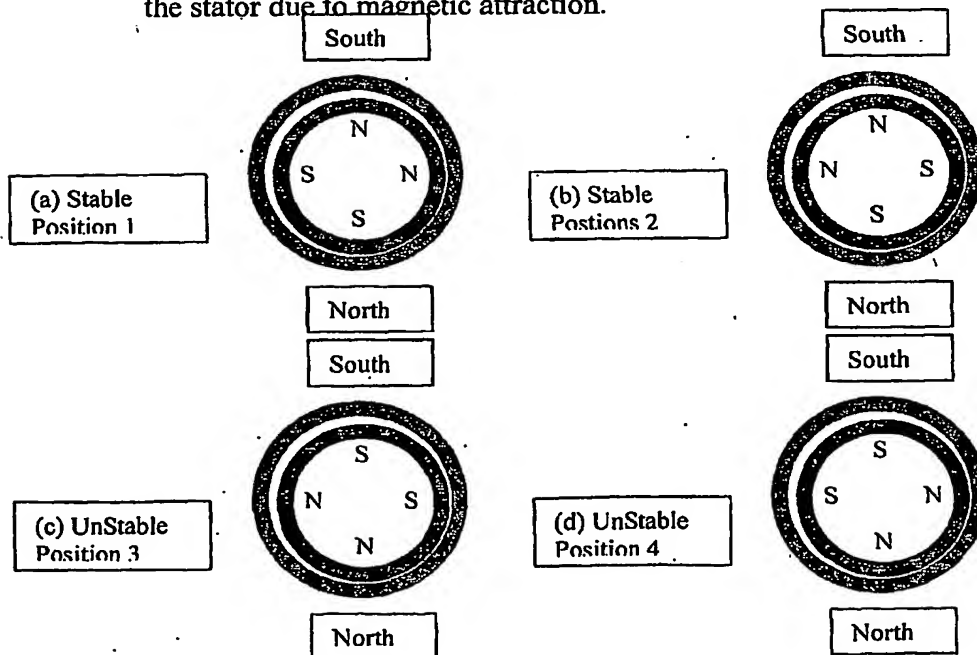 the stator due to magnetic attraction.
South
N
S N
S
(a) Stable
Position 1
North
South
N
N S
S
(b) Stable
Postions 2
North
South
S
N S
N
(c) UnStable
Position 3
North
South
S
S N
N
(d) UnStable
Position 4
North